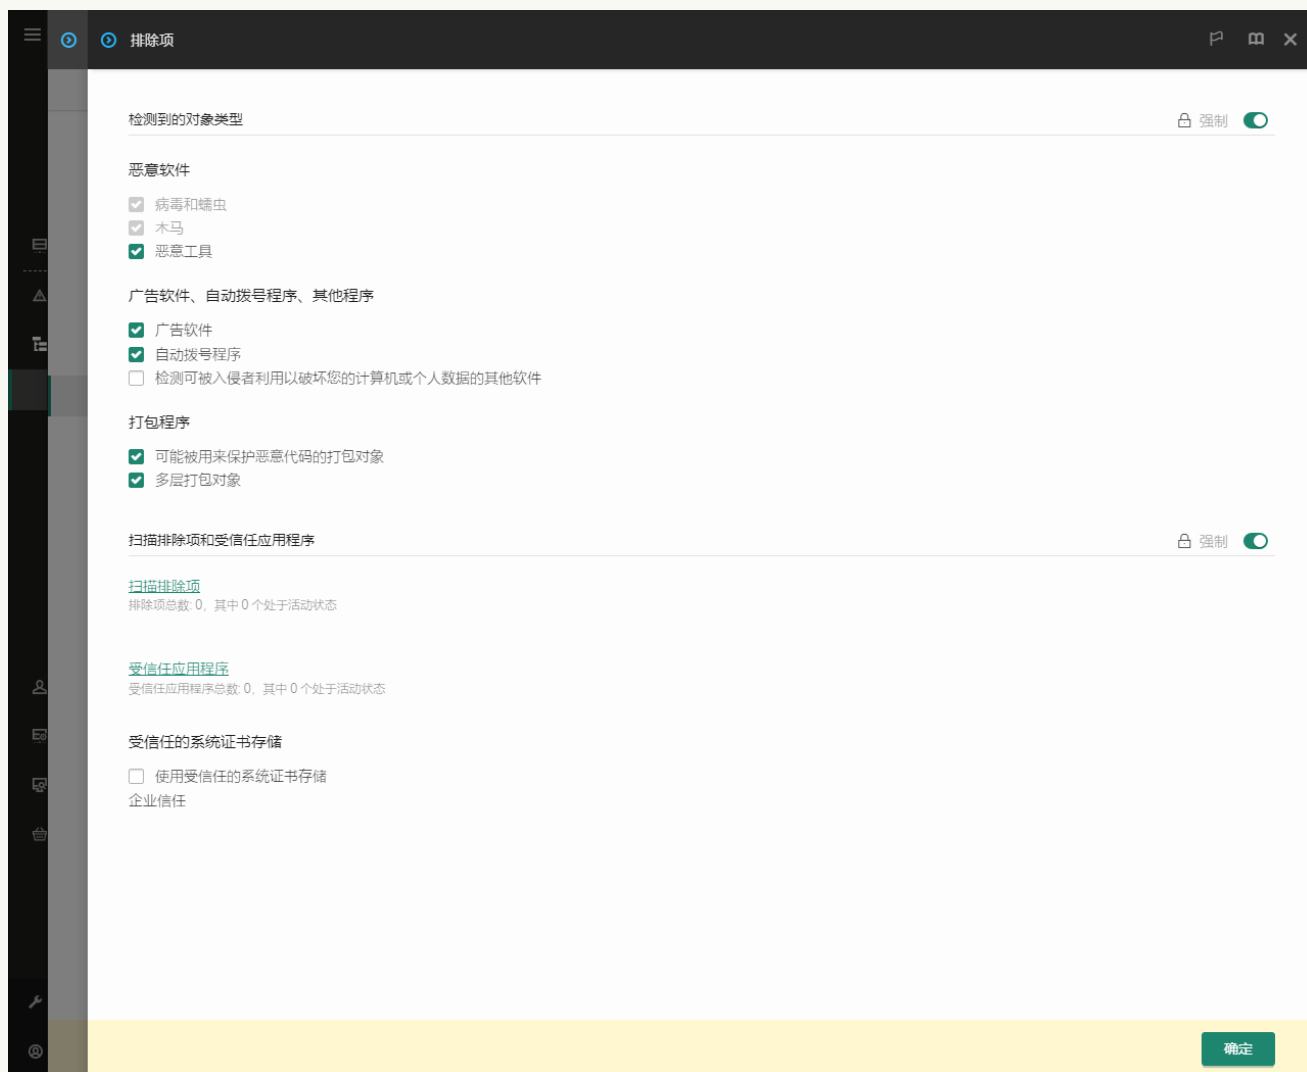 排除项
检测到的对象类型
强制
恶意软件
病毒和蠕虫
木马
恶意工具
广告软件、自动拨号程序、其他程序
广告软件
自动拨号程序
检测可被入侵者利用以破坏您的计算机或个人数据的其他软件
打包程序
可能被用来保护恶意代码的打包对象
多层打包对象
扫描排除项和受信任应用程序
强制
扫描排除项
排除项总数: 0，其中 0 个处于活动状态
受信任应用程序
受信任应用程序总数: 0，其中 0 个处于活动状态
受信任的系统证书存储
使用受信任的系统证书存储
企业信任
确定